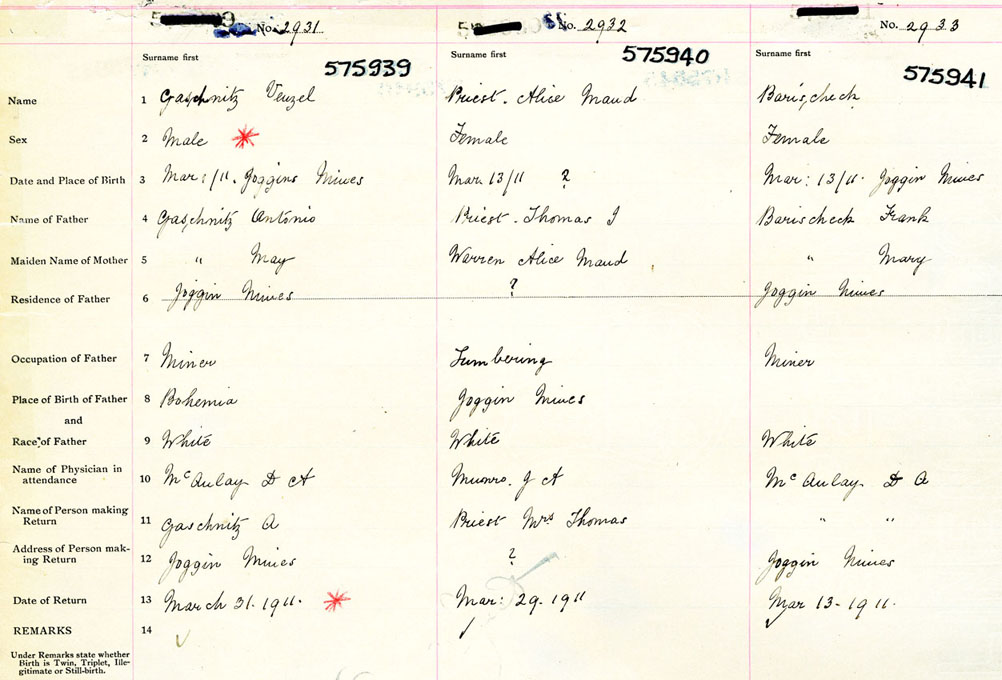 No. 2931 No. 2932 No. 2933
Surname first Surname first Surname first
575939 575940 575941
Name 1 Gaschnitz Venzel Priest. Alice Maud Barischeck
Sex 2 Male * Female Female
Date and Place of Birth 3 Mar: /11. Joggins Mines Mar. 13/11 ? Mar: 13/11. Joggin Mines
Name of Father 4 Gaschnitz Antonio Priest. Thomas J Barischeck Frank
Maiden Name of Mother 5 " May Warren Alice Maud " Mary
Residence of Father 6 Joggin Mines ? Joggin Mines
Occupation of Father 7 Miner Lumbering Miner
Place of Birth of Father 8 Bohemia Joggin Mines
and
Race of Father 9 White White White
Name of Physician in
attendance 10 McAulay D A Munro. J A McAulay. D A
Name of Person making
Return 11 Gaschnitz A Priest Mrs Thomas " "
Address of Person mak-
ing Return 12 Joggin Mines ? Joggin Mines
Date of Return 13 March 31. 1911. * Mar: 29. 1911 Mar 13-1911.
REMARKS 14
Under Remarks state whether
Birth is Twin, Triplet, Ille-
gitimate or Still-birth.